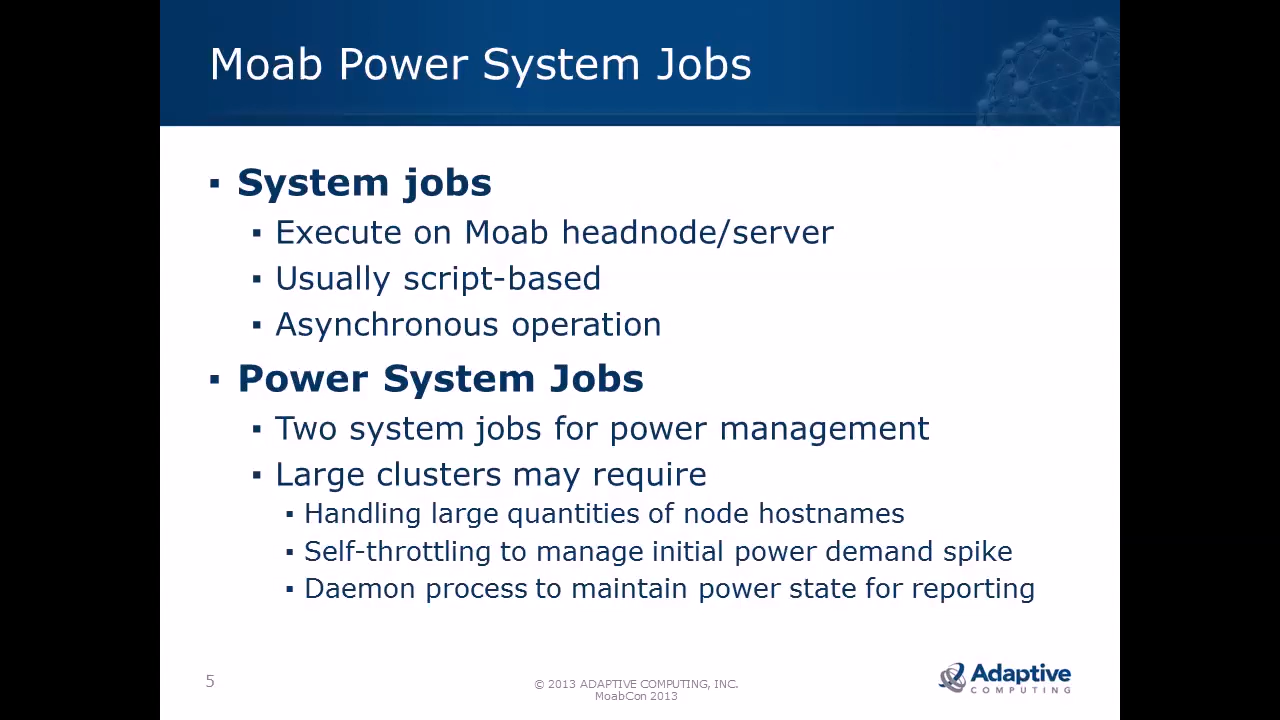 Moab Power System Jobs
▪ System jobs
▪ Execute on Moab headnode/server
▪ Usually script-based
▪ Asynchronous operation
▪ Power System Jobs
▪ Two system jobs for power management
▪ Large clusters may require
▪ Handling large quantities of node hostnames
▪ Self-throttling to manage initial power demand spike
▪ Daemon process to maintain power state for reporting
5
© 2013 ADAPTIVE COMPUTING, INC.
MoabCon 2013
Adaptive
COMPUTING